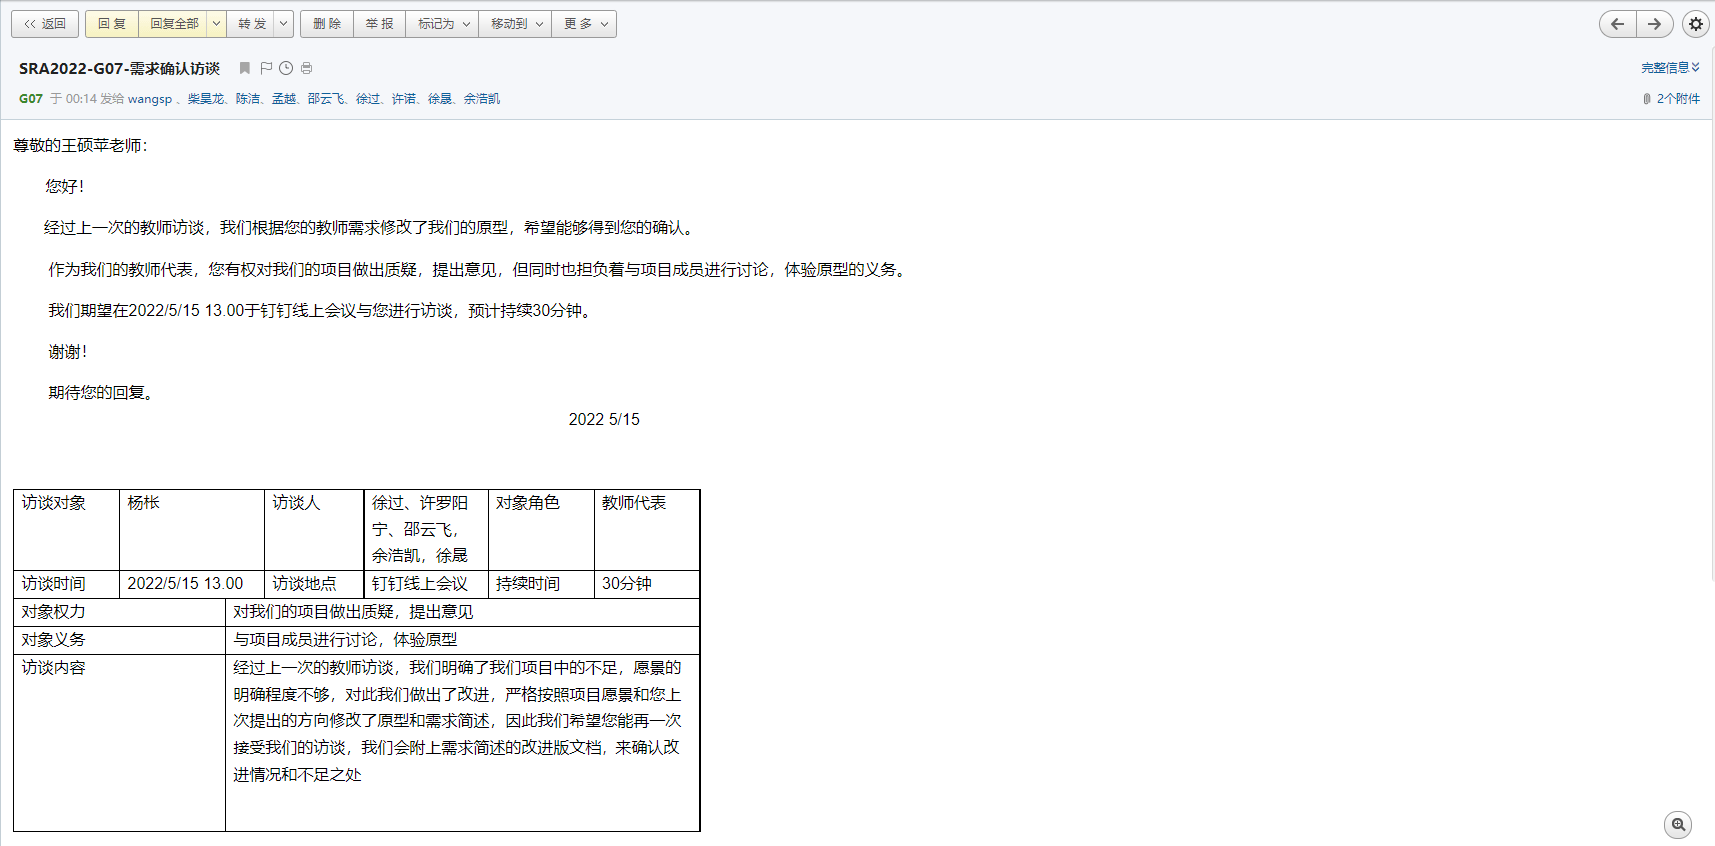 返回 回 复 回复全部 转 发 删 除 举 报 标记为 移动到 更 多
SRA2022-G07-需求确认访谈
完整信息
G07 于 00:14 发给 wangsp 、柴昊龙、陈洁、孟越、邵云飞、徐过、许诺、徐晟、余浩凯
2个附件
尊敬的王硕苹老师：
您好！
经过上一次的教师访谈，我们根据您的教师需求修改了我们的原型，希望能够得到您的确认。
作为我们的教师代表，您有权对我们的项目做出质疑，提出意见，但同时也担负着与项目成员进行讨论，体验原型的义务。
我们期望在2022/5/15 13.00于钉钉线上会议与您进行访谈，预计持续30分钟。
谢谢！
期待您的回复。
2022 5/15
访谈对象 杨枨 访谈人 徐过、许罗阳 对象角色 教师代表
宁、邵云飞，
余浩凯，徐晟
访谈时间 2022/5/15 13.00 访谈地点 钉钉线上会议 持续时间 30分钟
对象权力 对我们的项目做出质疑，提出意见
对象义务 与项目成员进行讨论，体验原型
访谈内容 经过上一次的教师访谈，我们明确了我们项目中的不足，愿景的
明确程度不够，对此我们做出了改进，严格按照项目愿景和您上
次提出的方向修改了原型和需求简述，因此我们希望您能再一次
接受我们的访谈，我们会附上需求简述的改进版文档，来确认改
进情况和不足之处